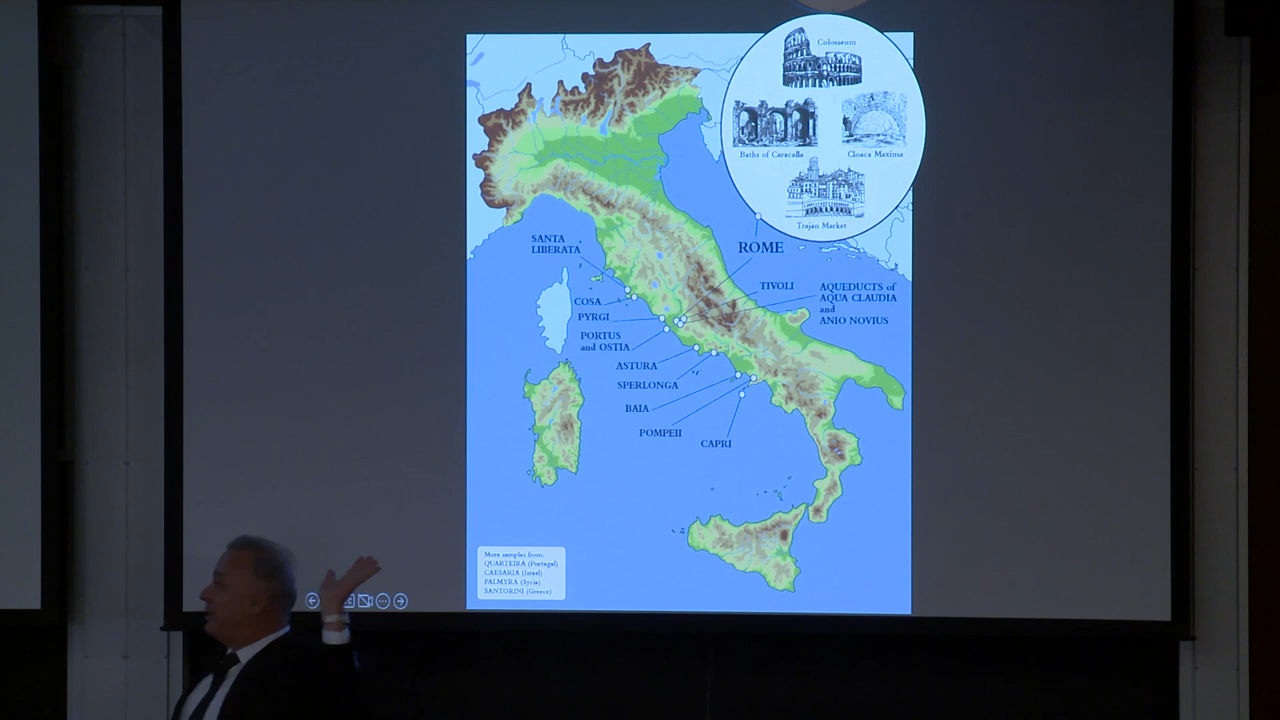 Colosseum
Baths of Caracalla
Cloaca Maxima
Trajan Market
SANTA
LIBERATA
ROME
TIVOLI
AQUEDUCTS of
AQUA CLAUDIA
and
ANIO NOVIUS
COSA
PYRGI
PORTUS
and OSTIA
ASTURA
SPERLONGA
BAIA
POMPEII
CAPRI
More samples from:
QUARTEIRA (Portugal)
CAESARIA (Israel)
PALMYRA (Syria)
SANTORINI (Greece)